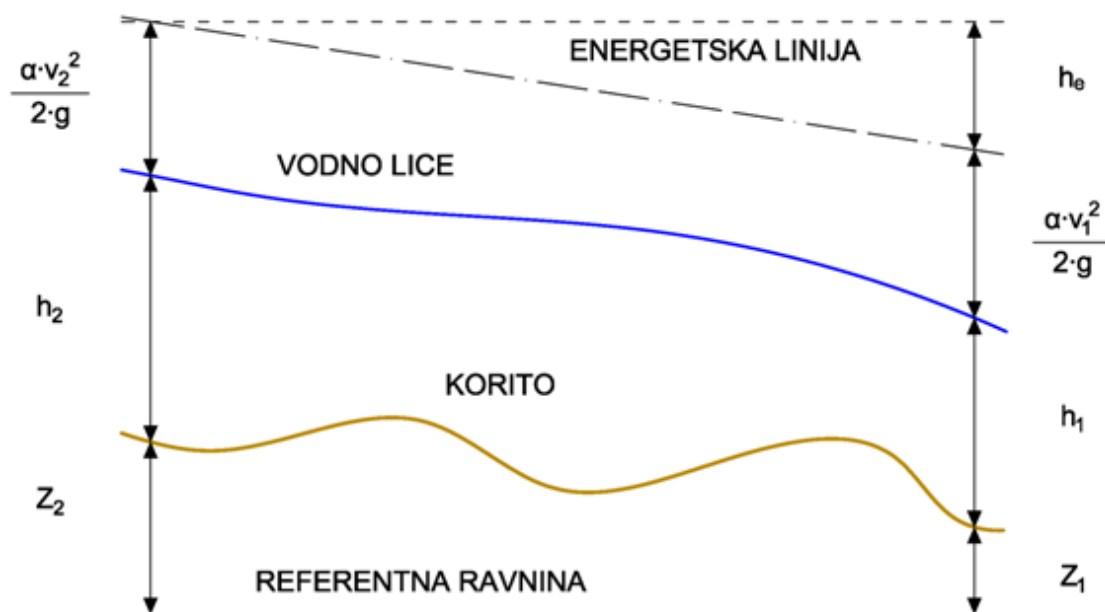 ENERGETSKA LINIJA
α·v₂²
2·g
hₑ
VODNO LICE
α·v₁²
2·g
h₂
KORITO
h₁
Z₂
REFERENTNA RAVNINA
Z₁